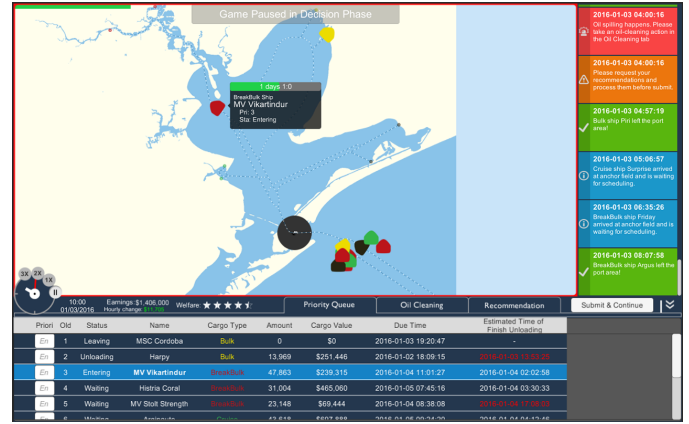 Game Paused in Decision Phase
1 days 1:0
BreakBulk Ship
MV Vikartindur
Pri: 3
Sta: Entering
2016-01-03 04:00:16
Oil spilling happens. Please
take an oil-cleaning action in
the Oil Cleaning tab
2016-01-03 04:00:16
Please request your
recommendations and
process them before submit.
2016-01-03 04:57:19
Bulk ship Piri left the port
area!
2016-01-03 05:06:57
Cruise ship Surprise arrived
at anchor field and is waiting
for scheduling.
2016-01-03 06:35:26
BreakBulk ship Friday
arrived at anchor field and is
waiting for scheduling.
2016-01-03 08:07:58
BreakBulk ship Argus left the
port area!
3X 2X 1X
10:00
01/03/2016
Earnings:$1,406,000
Hourly change:
Welfare:
Priority Queue
Oil Cleaning
Recommendation
Submit & Continue
Priori Old Status Name Cargo Type Amount Cargo Value Due Time Estimated Time of
Finish Unloading
En 1 Leaving MSC Cordoba Bulk 0 $0 2016-01-03 19:20:47 -
En 2 Unloading Harpy Bulk 13,969 $251,446 2016-01-02 18:09:15
En 3 Entering MV Vikartindur BreakBulk 47,863 $239,315 2016-01-04 11:01:27 2016-01-04 02:02:58
En 4 Waiting Histria Coral BreakBulk 31,004 $465,060 2016-01-05 07:45:16 2016-01-04 03:30:33
En 5 Waiting MV Stolt Strength BreakBulk 23,148 $69,444 2016-01-04 08:38:08